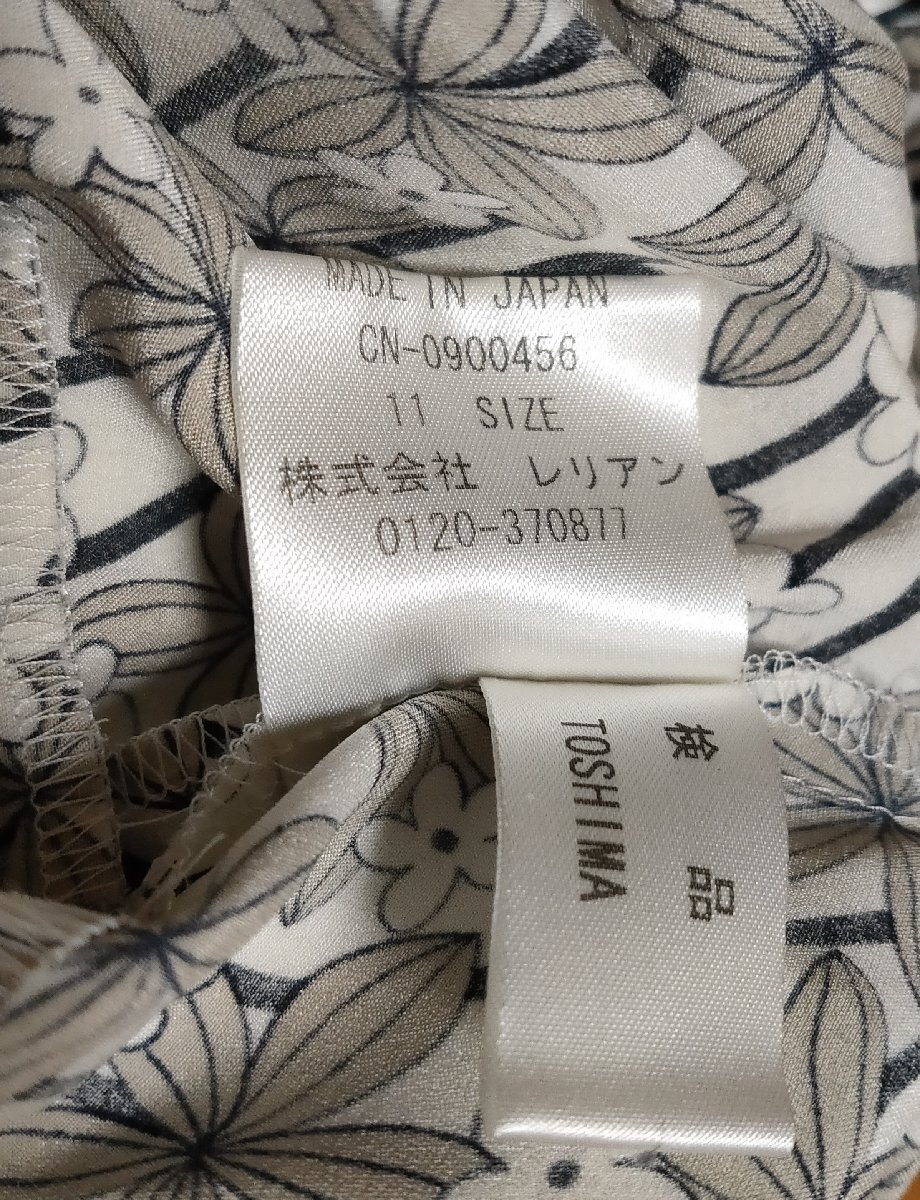 MADE IN JAPAN
CN-0900456
11 SIZE
株式会社 レリアン
0120-370877
検品
TOSHIMA